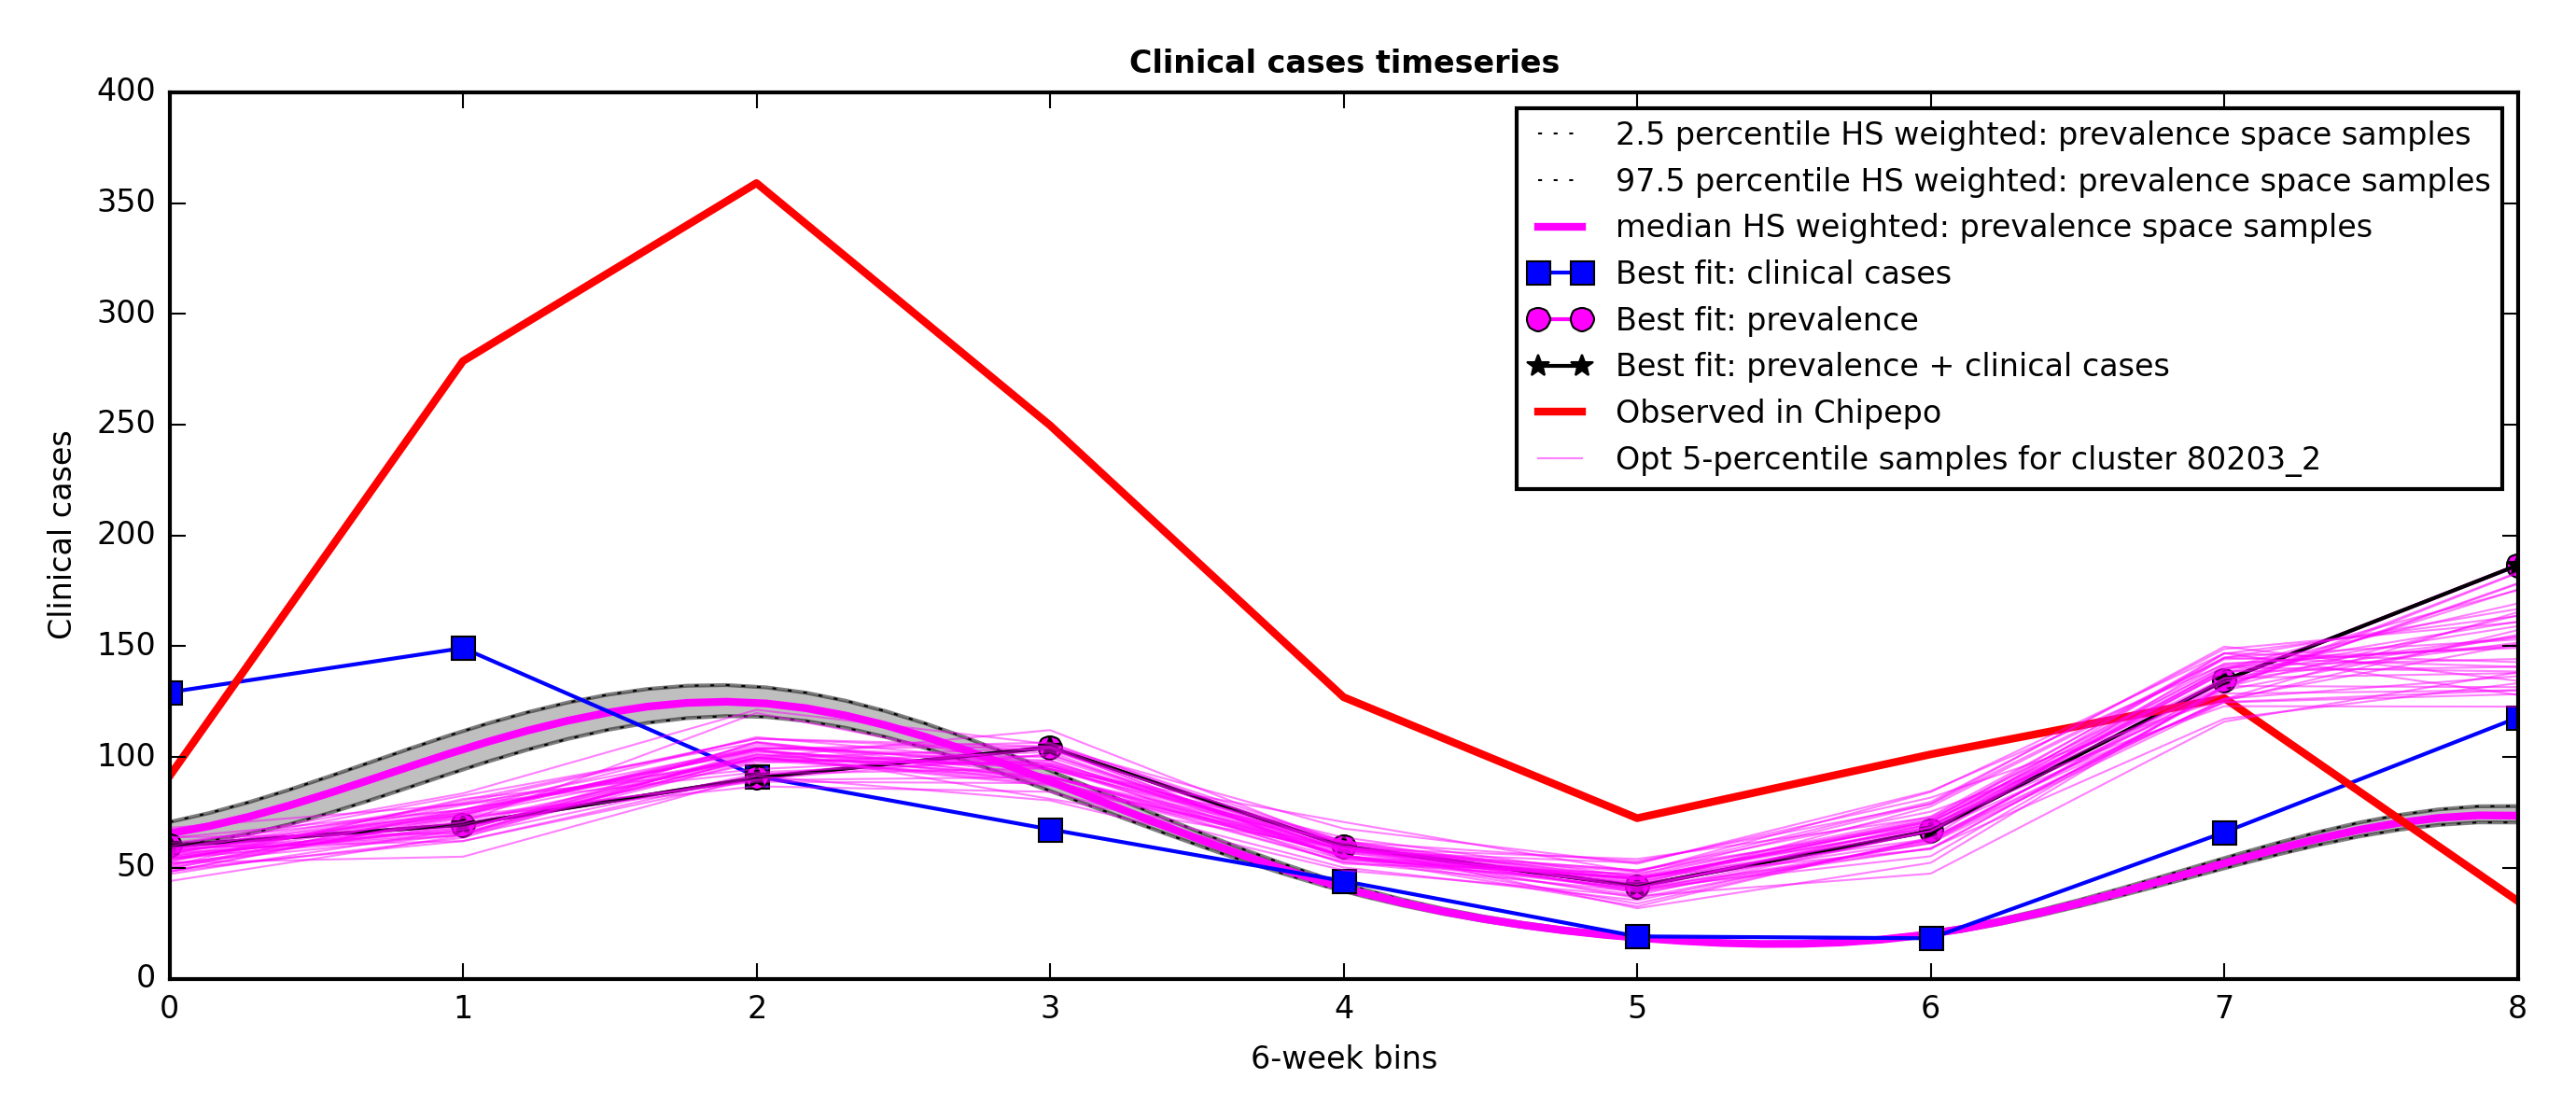 Clinical cases timeseries
400
350
300
250
200
150
100
50
0
Clinical cases
2.5 percentile HS weighted: prevalence space samples
97.5 percentile HS weighted: prevalence space samples
median HS weighted: prevalence space samples
Best fit: clinical cases
Best fit: prevalence
Best fit: prevalence + clinical cases
Observed in Chipepo
Opt 5-percentile samples for cluster 80203_2
0 1 2 3 4 5 6 7 8
6-week bins